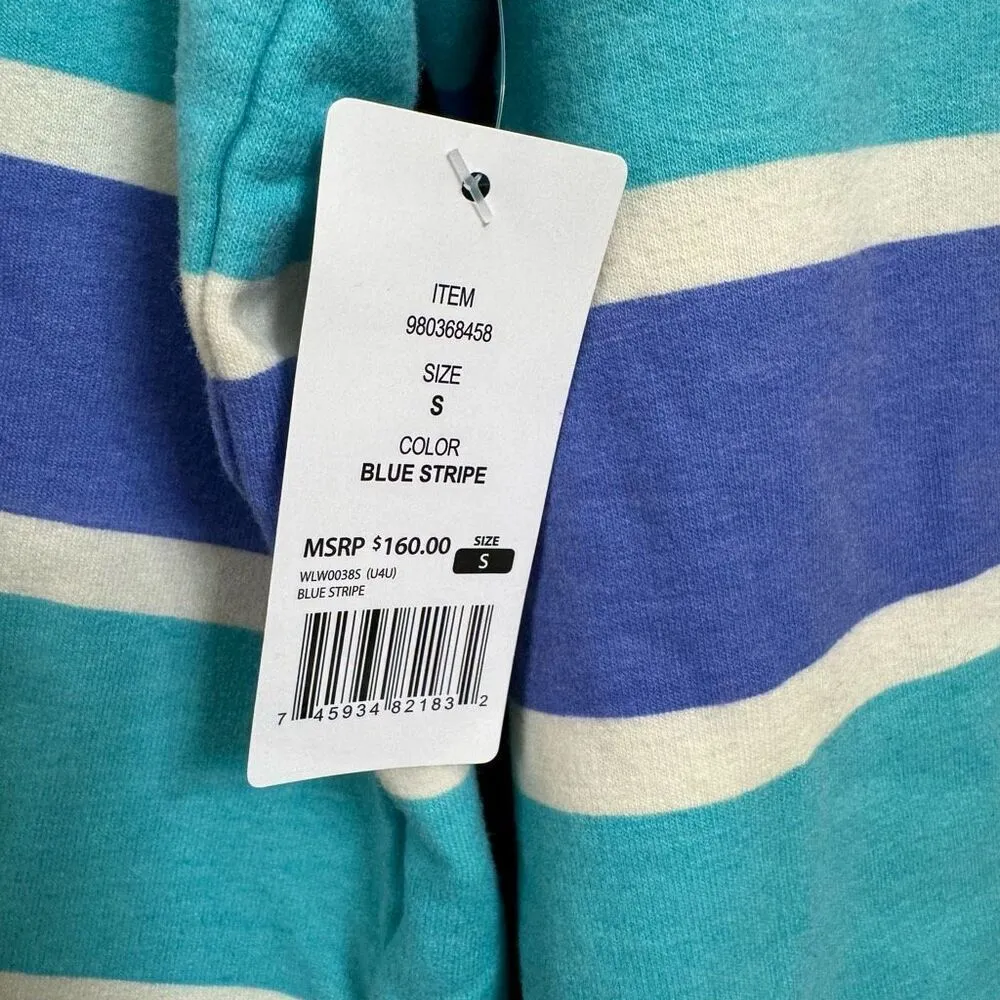 ITEM
980368458
SIZE
S
COLOR
BLUE STRIPE
MSRP $160.00
SIZE
S
WLW0038S (U4U)
BLUE STRIPE
7 45934 82183 2